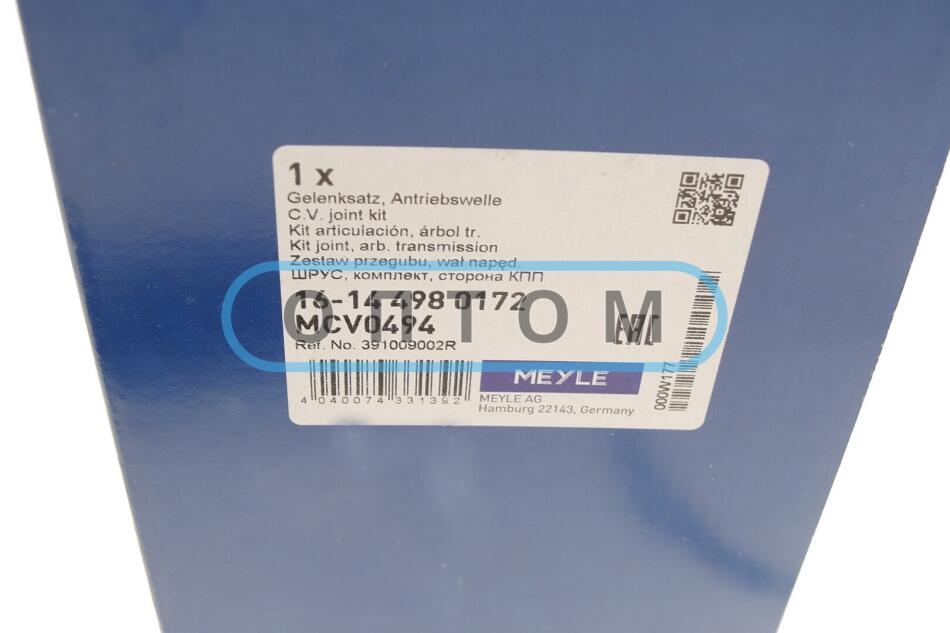 1 x
Gelenksatz, Antriebswelle
C.V. joint kit
Kit articulación, árbol tr.
Kit joint, arb. transmission
Zestaw przegubu, wał napęd.
ШРУС, комплект, сторона КПП
16-14 498 0172
MCV0494
Ref. No. 391009002R
ОПТОМ
EAC
4 040074 331392
MEYLE
MEYLE AG
Hamburg 22143, Germany
000W177